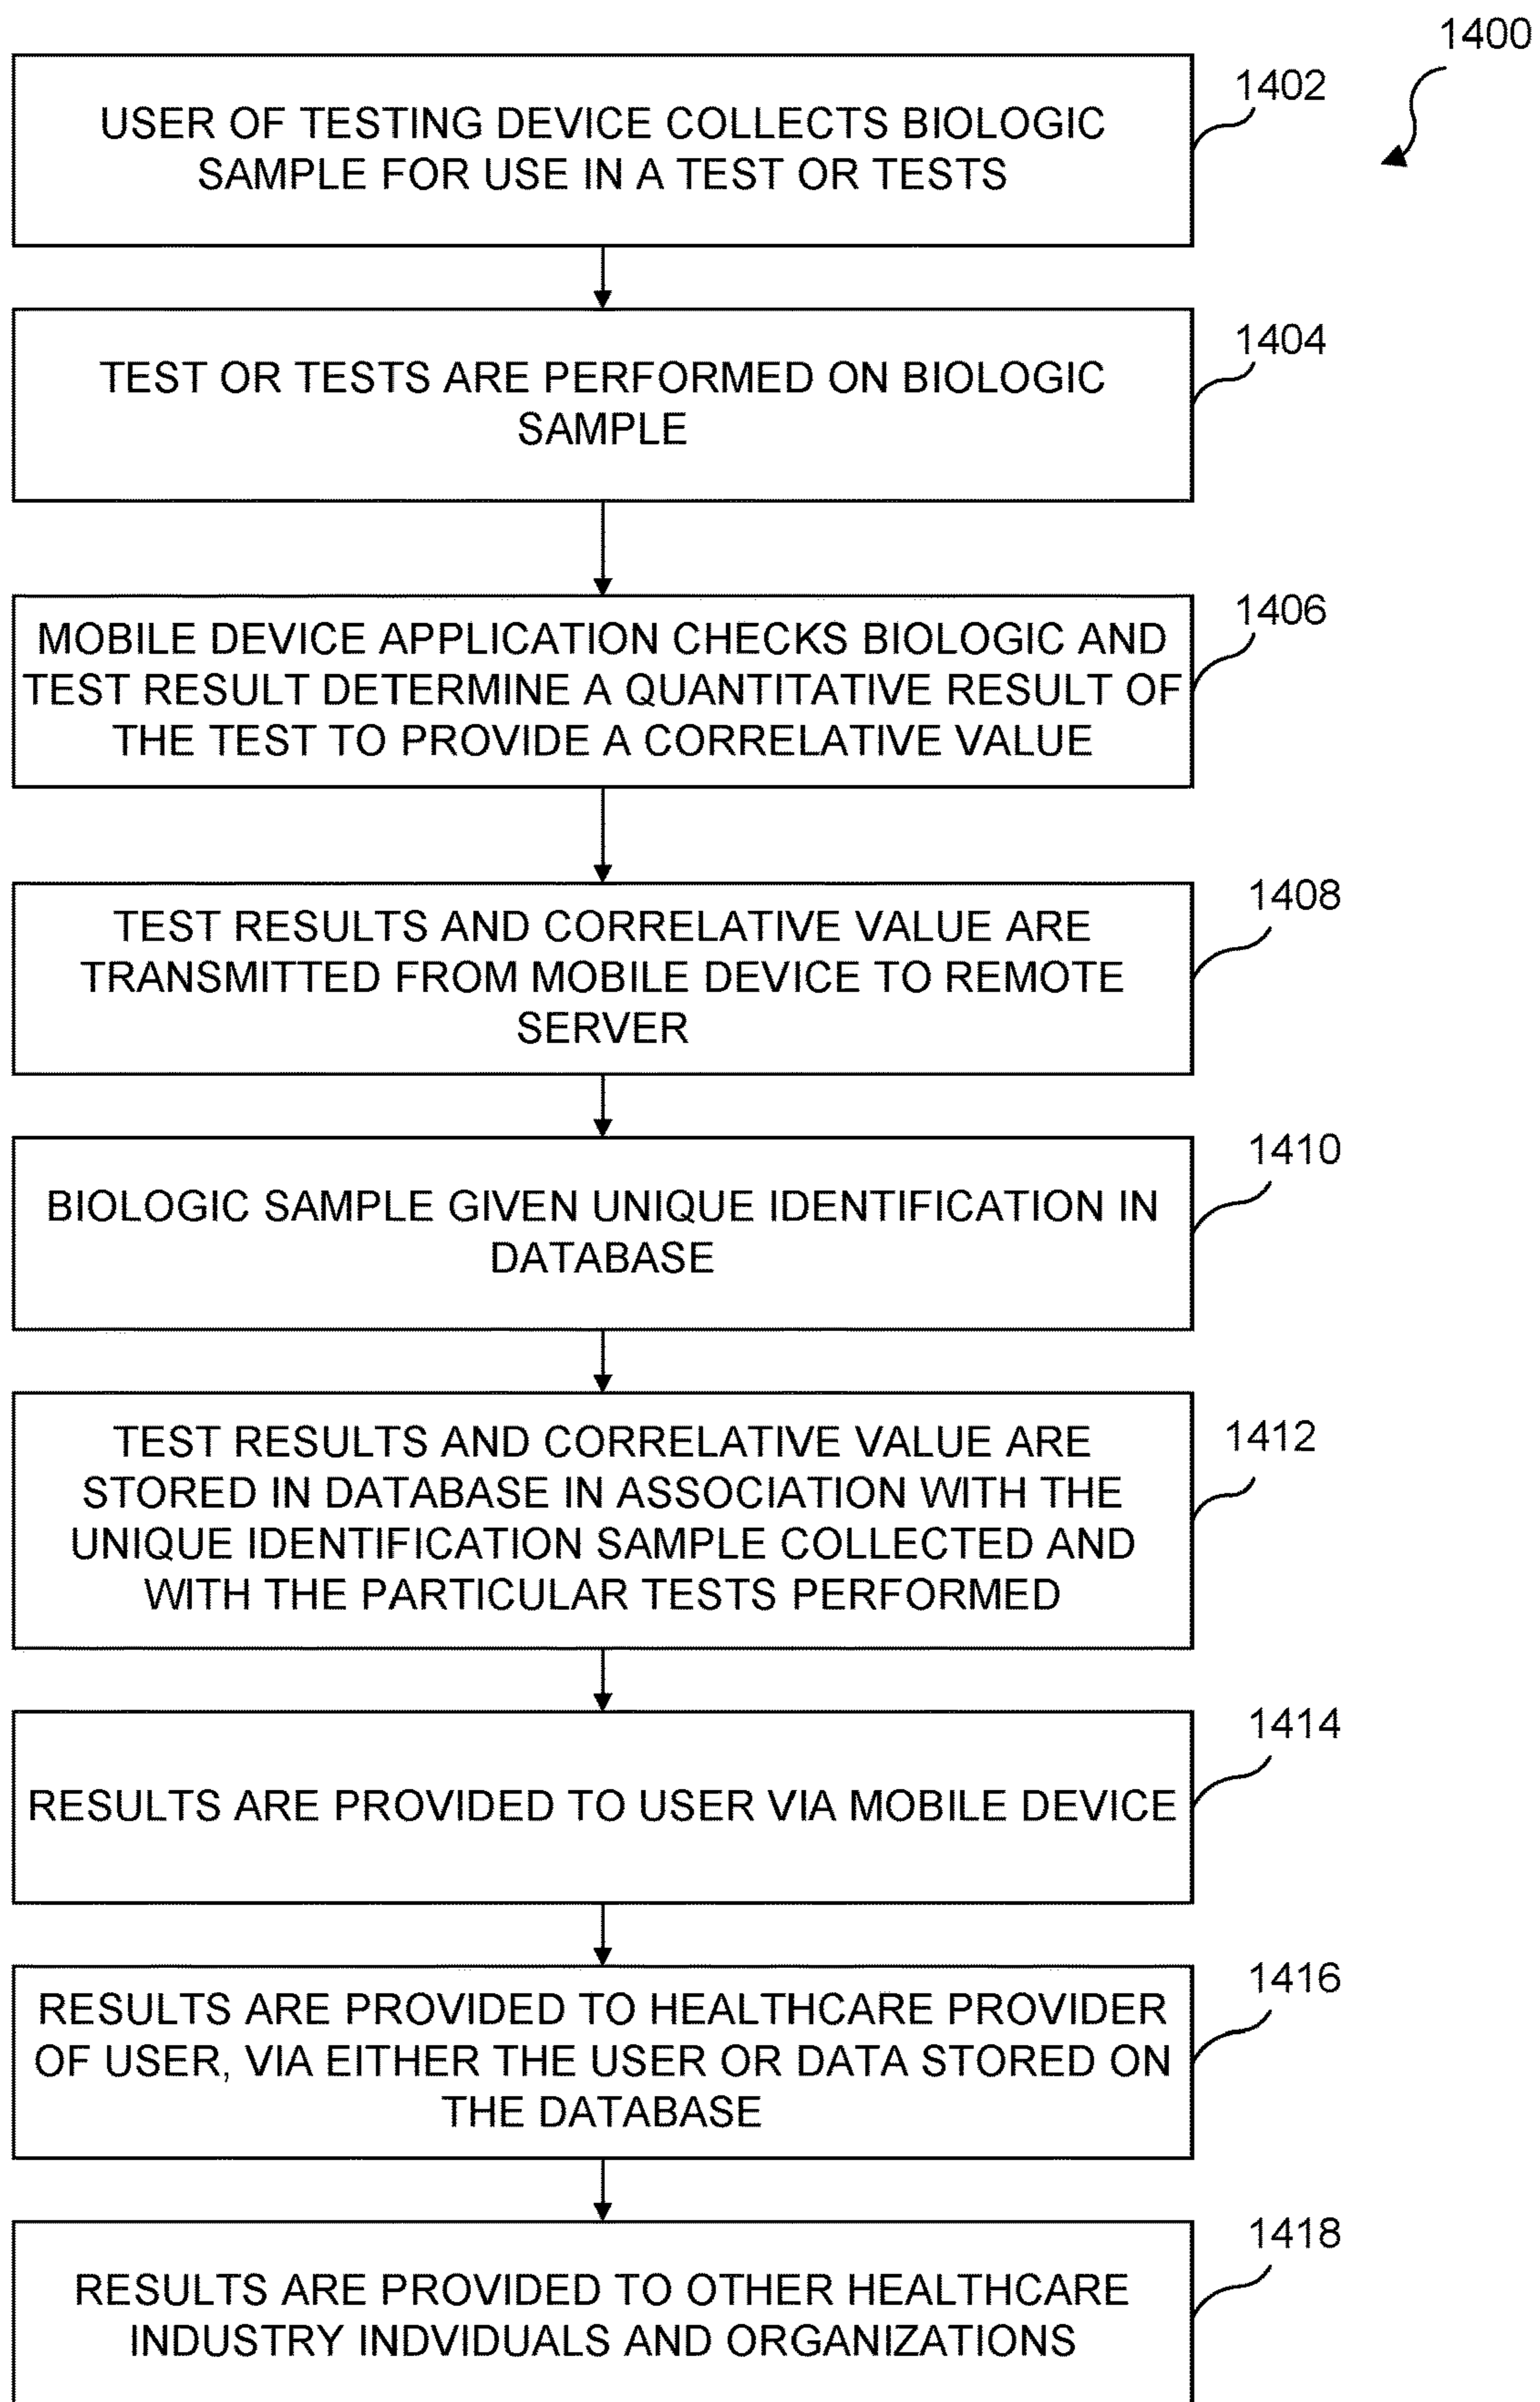 1400
1402
USER OF TESTING DEVICE COLLECTS BIOLOGIC
SAMPLE FOR USE IN A TEST OR TESTS
1404
TEST OR TESTS ARE PERFORMED ON BIOLOGIC
SAMPLE
1406
MOBILE DEVICE APPLICATION CHECKS BIOLOGIC AND
TEST RESULT DETERMINE A QUANTITATIVE RESULT OF
THE TEST TO PROVIDE A CORRELATIVE VALUE
1408
TEST RESULTS AND CORRELATIVE VALUE ARE
TRANSMITTED FROM MOBILE DEVICE TO REMOTE
SERVER
1410
BIOLOGIC SAMPLE GIVEN UNIQUE IDENTIFICATION IN
DATABASE
1412
TEST RESULTS AND CORRELATIVE VALUE ARE
STORED IN DATABASE IN ASSOCIATION WITH THE
UNIQUE IDENTIFICATION SAMPLE COLLECTED AND
WITH THE PARTICULAR TESTS PERFORMED
1414
RESULTS ARE PROVIDED TO USER VIA MOBILE DEVICE
1416
RESULTS ARE PROVIDED TO HEALTHCARE PROVIDER
OF USER, VIA EITHER THE USER OR DATA STORED ON
THE DATABASE
1418
RESULTS ARE PROVIDED TO OTHER HEALTHCARE
INDUSTRY INDVIDUALS AND ORGANIZATIONS